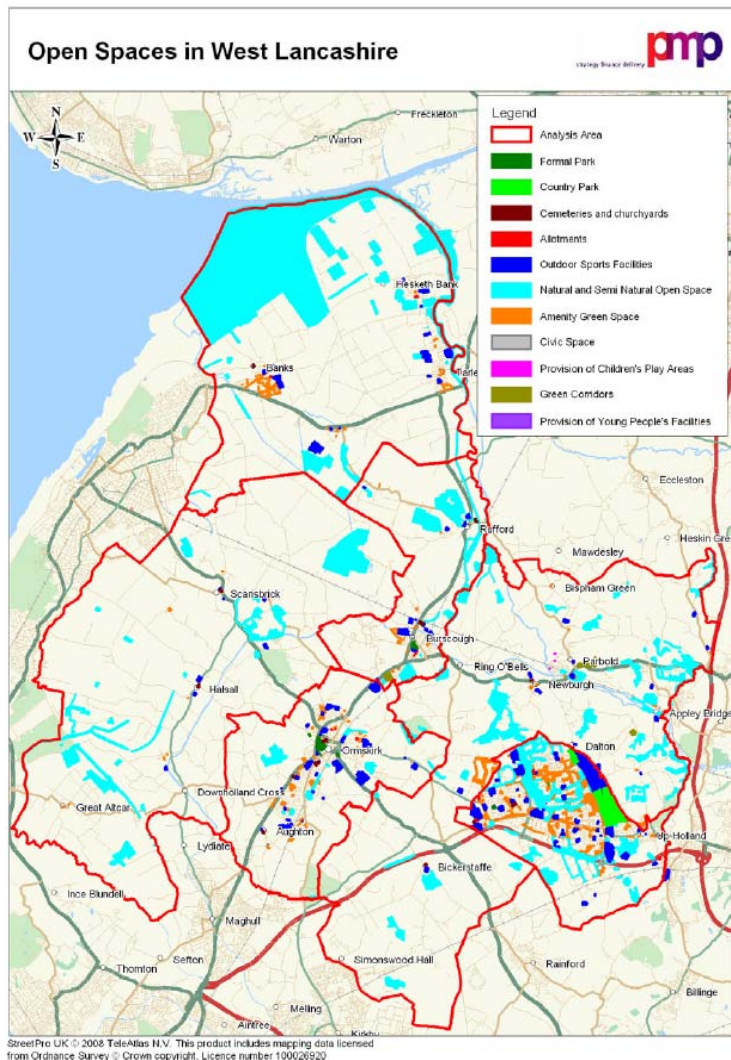 Open Spaces in West Lancashire
pmp
strategy finance delivery
N
W E
S
Legend
Analysis Area
Formal Park
Country Park
Cemeteries and churchyards
Allotments
Outdoor Sports Facilities
Natural and Semi Natural Open Space
Amenity Green Space
Civic Space
Provision of Children's Play Areas
Green Corridors
Provision of Young People's Facilities
Freckleton
Warton
Hesketh Bank
Banks
Tarle
Eccleston
Rufford
Mawdesley
Heskin Gre
Bispham Green
Scarisbrick
Burscough
Ring O'Bells
Parbold
Newburgh
Halsall
Appley Bridge
Ormskirk
Dalton
Great Altcar
Downholland Cross
Aughton
Up Holland
Lydiate
Bickerstaffe
Ince Blundell
Maghull
Sefton
Simonswood Hall
Rainford
Thornton
Melling
Billinge
Aintree
Kirkby
StreetPro UK © 2008 TeleAtlas N.V. This product includes mapping data licensed
from Ordnance Survey © Crown copyright. Licence number 100026920